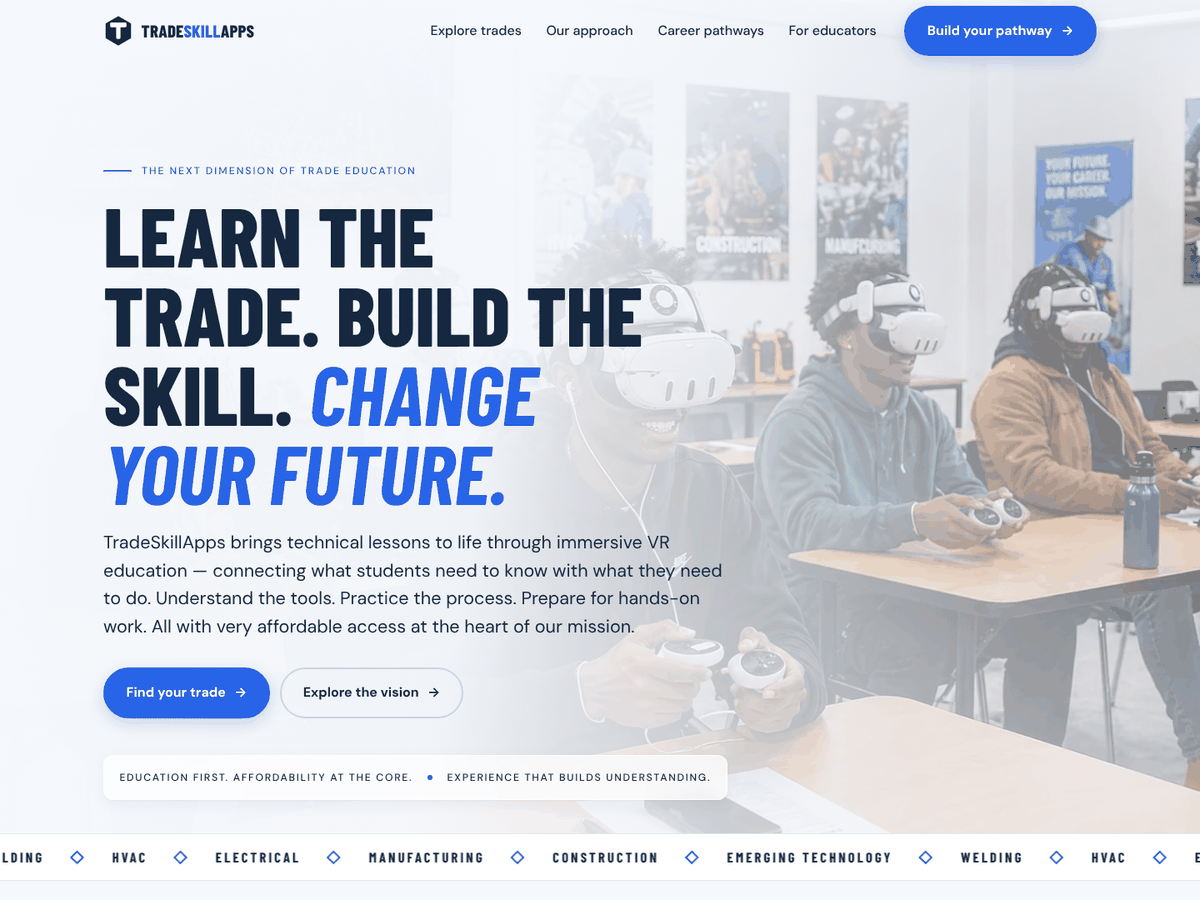 TRADESKILLAPPS
Explore trades
Our approach
Career pathways
For educators
Build your pathway →
THE NEXT DIMENSION OF TRADE EDUCATION
LEARN THE
TRADE. BUILD THE
SKILL. CHANGE
YOUR FUTURE.
TradeSkillApps brings technical lessons to life through immersive VR
education — connecting what students need to know with what they need
to do. Understand the tools. Practice the process. Prepare for hands-on
work. All with very affordable access at the heart of our mission.
Find your trade →
Explore the vision →
EDUCATION FIRST. AFFORDABILITY AT THE CORE. • EXPERIENCE THAT BUILDS UNDERSTANDING.
CONSTRUCTION
MANUFCURING
YOUR FUTURE.
YOUR CAREER.
OUR MISSION.
LDING ◇ HVAC ◇ ELECTRICAL ◇ MANUFACTURING ◇ CONSTRUCTION ◇ EMERGING TECHNOLOGY ◇ WELDING ◇ HVAC ◇ E